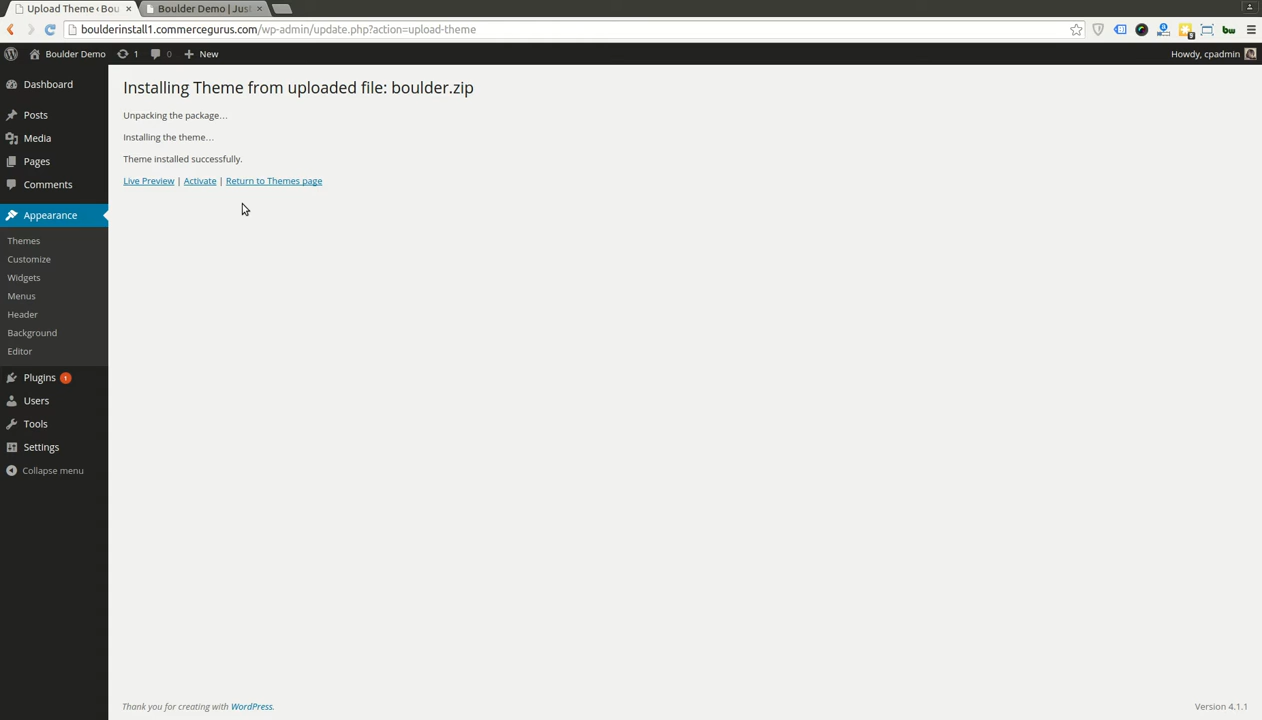 Upload Theme ‹ Bou
Boulder Demo | Jus
boulderinstall1.commercegurus.com/wp-admin/update.php?action=upload-theme
Boulder Demo 1 0 New
Howdy, cpadmin
Dashboard
Posts
Media
Pages
Comments
Appearance
Themes
Customize
Widgets
Menus
Header
Background
Editor
Plugins 1
Users
Tools
Settings
Collapse menu
Installing Theme from uploaded file: boulder.zip
Unpacking the package…
Installing the theme…
Theme installed successfully.
Live Preview | Activate | Return to Themes page
Thank you for creating with WordPress.
Version 4.1.1